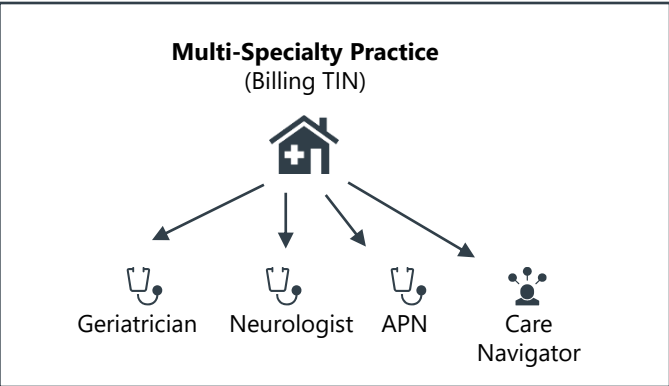 Multi-Specialty Practice
(Billing TIN)
Geriatrician
Neurologist
APN
Care
Navigator